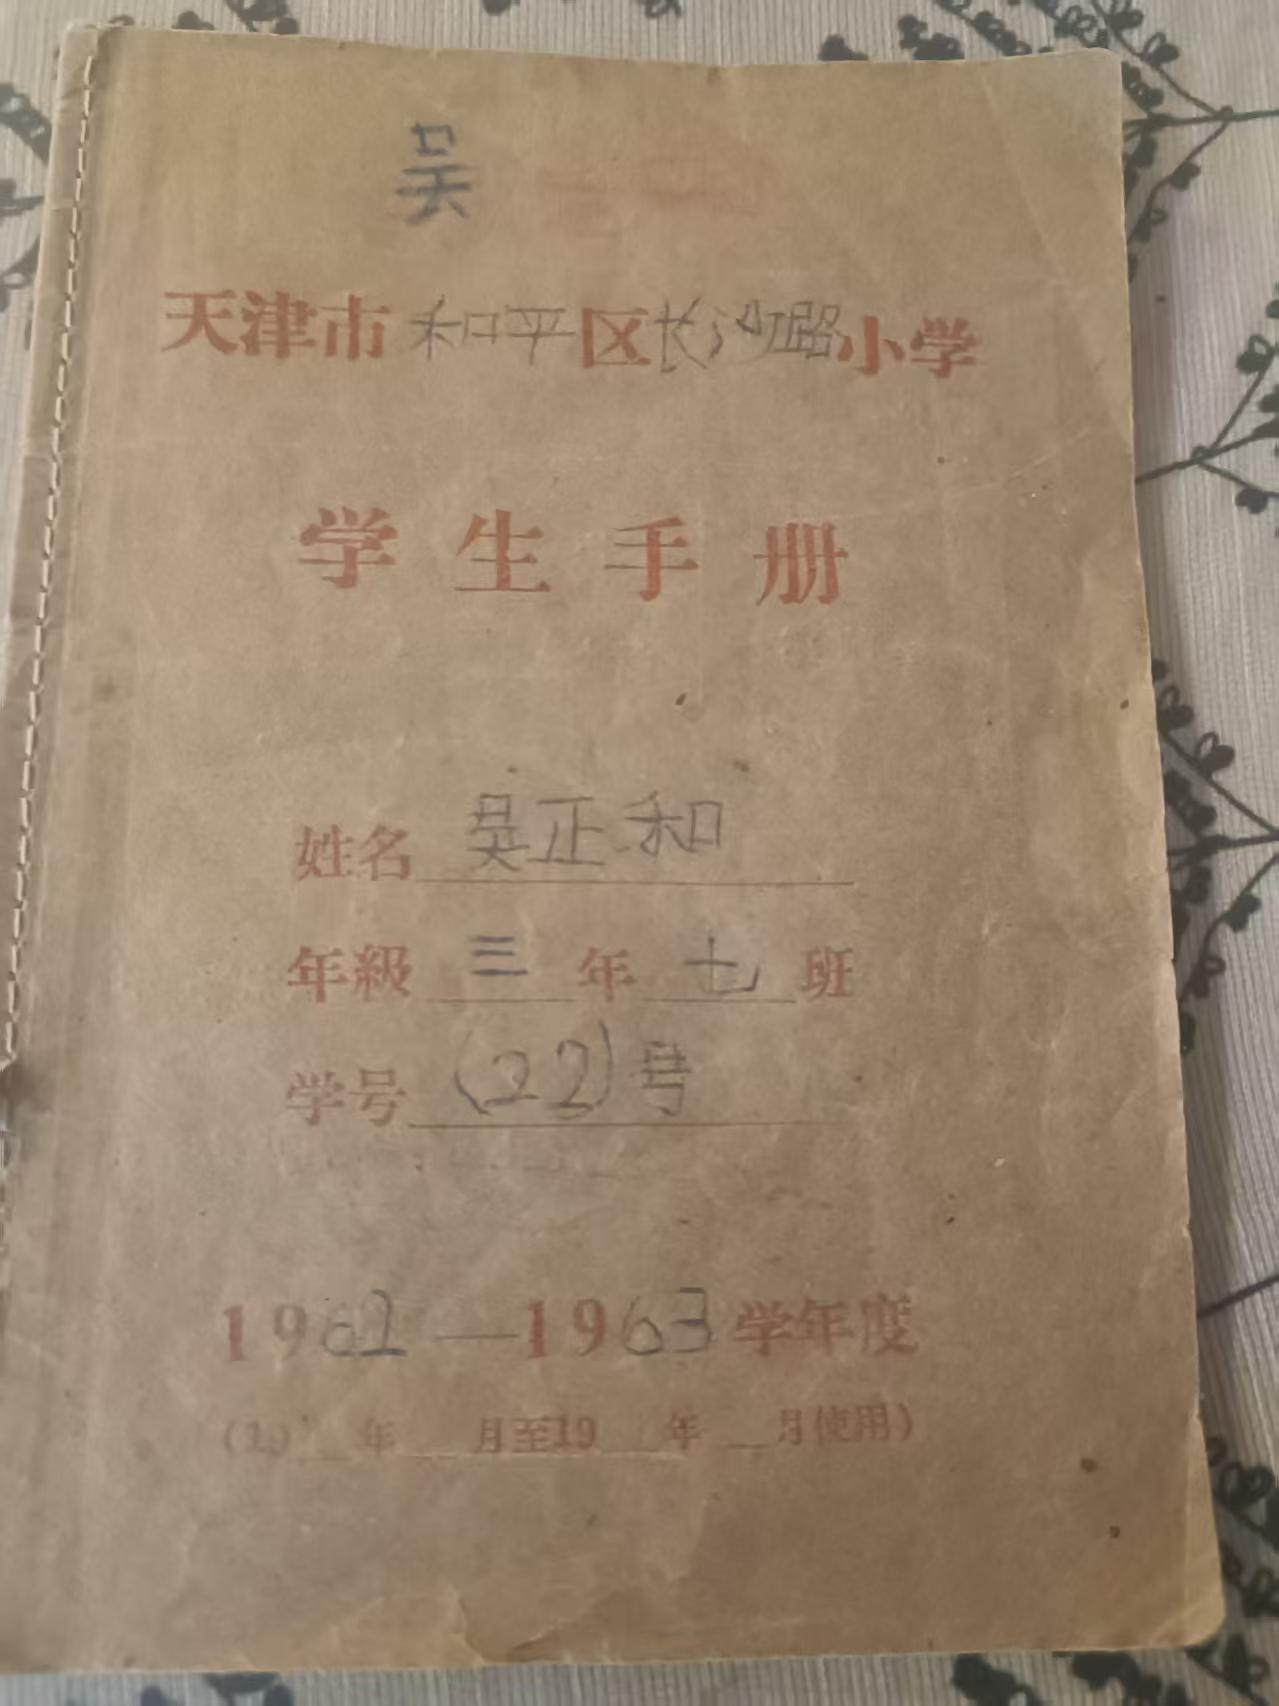 吴
天津市和平区长沙路小学
学生手册
姓名 吴正和
年級 三 年 七 班
学号 (22)号
1962—1963学年度
(19 年 月至19 年 月使用)